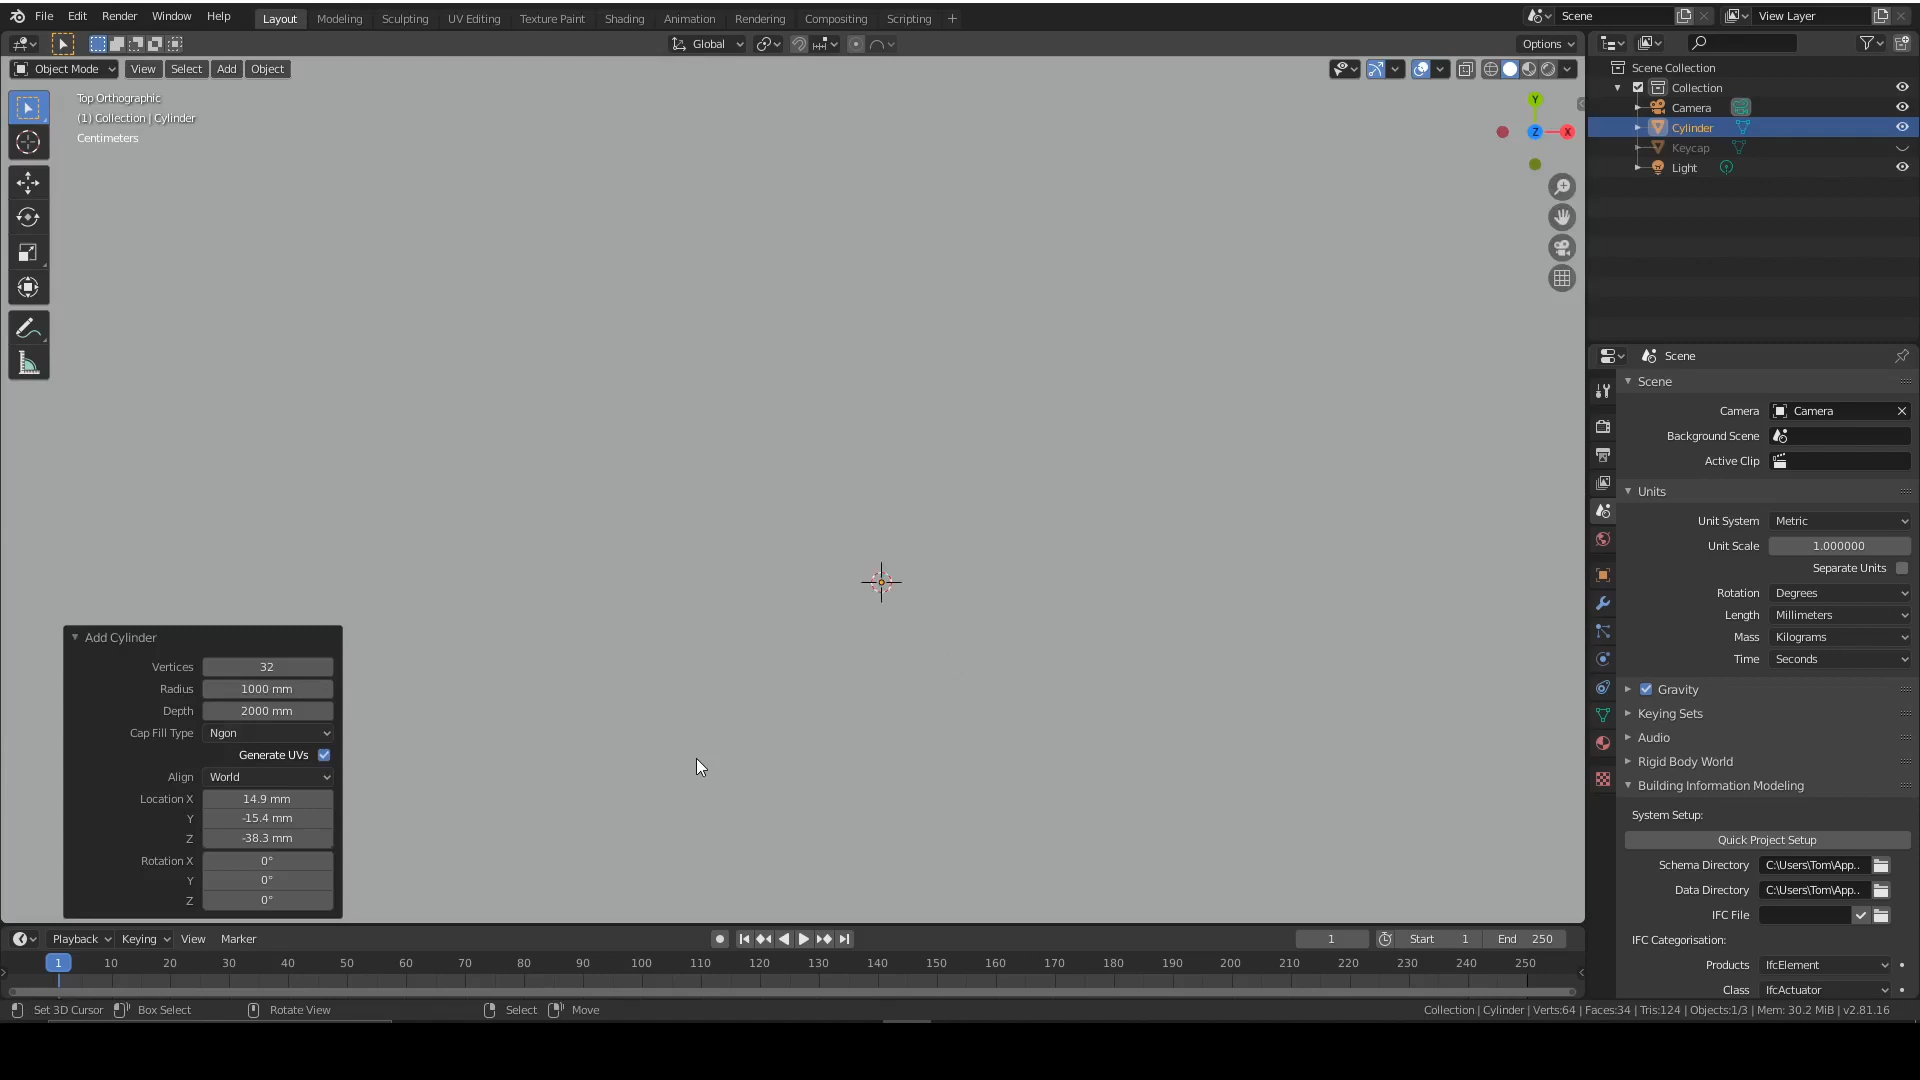 File Edit Render Window Help Layout Modeling Sculpting UV Editing Texture Paint Shading Animation Rendering Compositing Scripting + Scene View Layer
Global Options
Object Mode View Select Add Object
Top Orthographic
(1) Collection | Cylinder
Centimeters
Y
Z
X
Scene Collection
Collection
Camera
Cylinder
Keycap
Light
Scene
Scene
Camera Camera
Background Scene
Active Clip
Units
Unit System Metric
Unit Scale 1.000000
Separate Units
Rotation Degrees
Length Millimeters
Mass Kilograms
Time Seconds
Gravity
Keying Sets
Audio
Rigid Body World
Building Information Modeling
System Setup:
Quick Project Setup
Schema Directory C:\Users\Tom\App..
Data Directory C:\Users\Tom\App..
IFC File
IFC Categorisation:
Products IfcElement
Class IfcActuator
Add Cylinder
Vertices 32
Radius 1000 mm
Depth 2000 mm
Cap Fill Type Ngon
Generate UVs
Align World
Location X 14.9 mm
Y -15.4 mm
Z -38.3 mm
Rotation X 0°
Y 0°
Z 0°
Playback Keying View Marker 1 Start 1 End 250
1 10 20 30 40 50 60 70 80 90 100 110 120 130 140 150 160 170 180 190 200 210 220 230 240 250
Set 3D Cursor Box Select Rotate View Select Move Collection | Cylinder | Verts:64 | Faces:34 | Tris:124 | Objects:1/3 | Mem: 30.2 MiB | v2.81.16